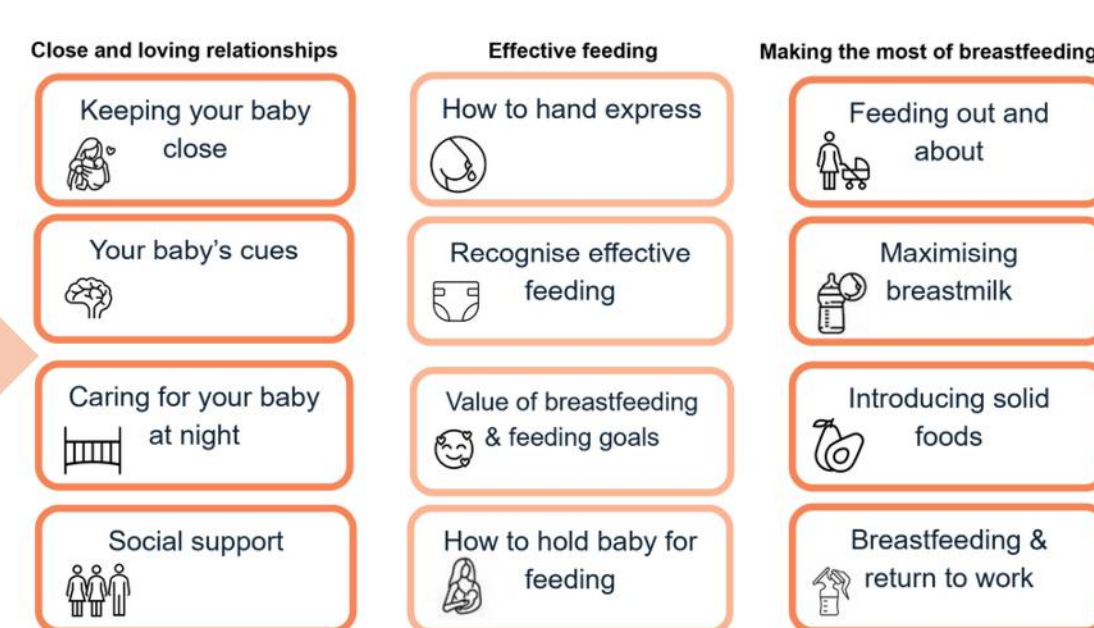 Close and loving relationships
Keeping your baby
close
Your baby's cues
Caring for your baby
at night
Social support
Effective feeding
How to hand express
Recognise effective
feeding
Value of breastfeeding
& feeding goals
How to hold baby for
feeding
Making the most of breastfeeding
Feeding out and
about
Maximising
breastmilk
Introducing solid
foods
Breastfeeding &
return to work